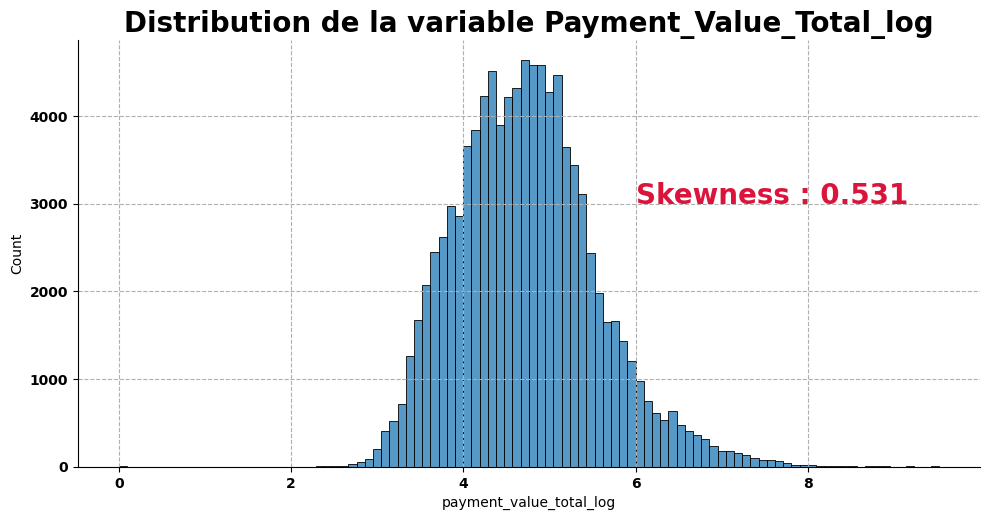 Distribution de la variable Payment_Value_Total_log
4000
Skewness : 0.531
3000
Count
2000
1000
0
0 2 4 6 8
payment_value_total_log